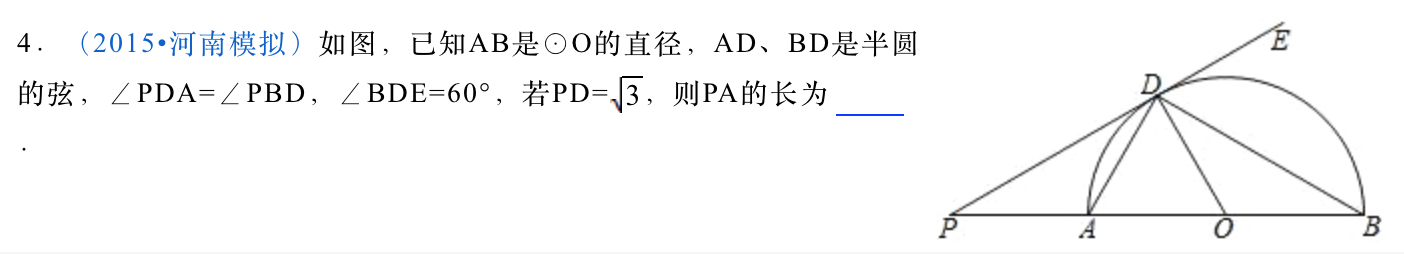 4. （2015•河南模拟）如图，已知AB是⊙O的直径，AD、BD是半圆
的弦，∠PDA=∠PBD，∠BDE=60°，若PD=√3，则PA的长为 ____
.
E
D
P A O B